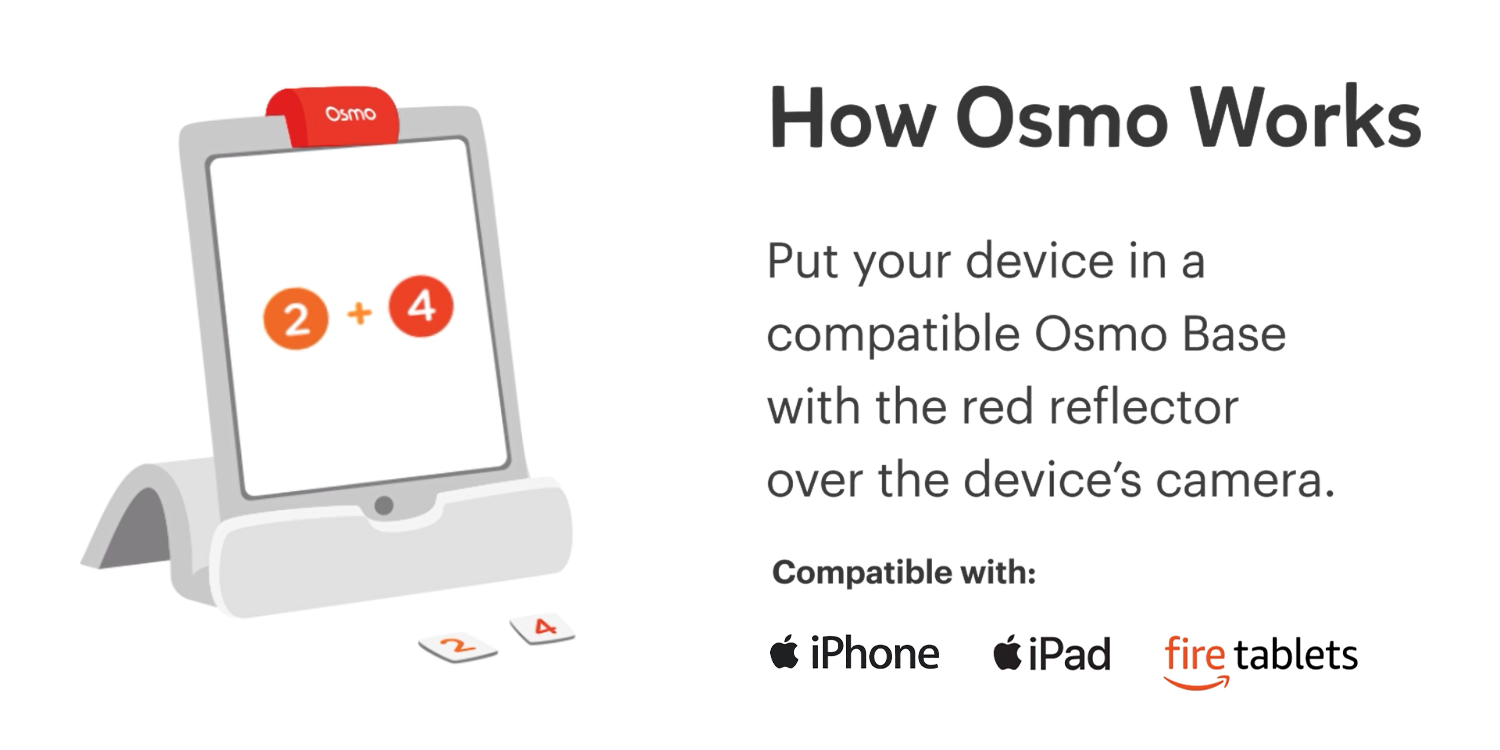 Osmo
2 + 4
2 4
How Osmo Works
Put your device in a
compatible Osmo Base
with the red reflector
over the device’s camera.
Compatible with:
iPhone iPad fire tablets